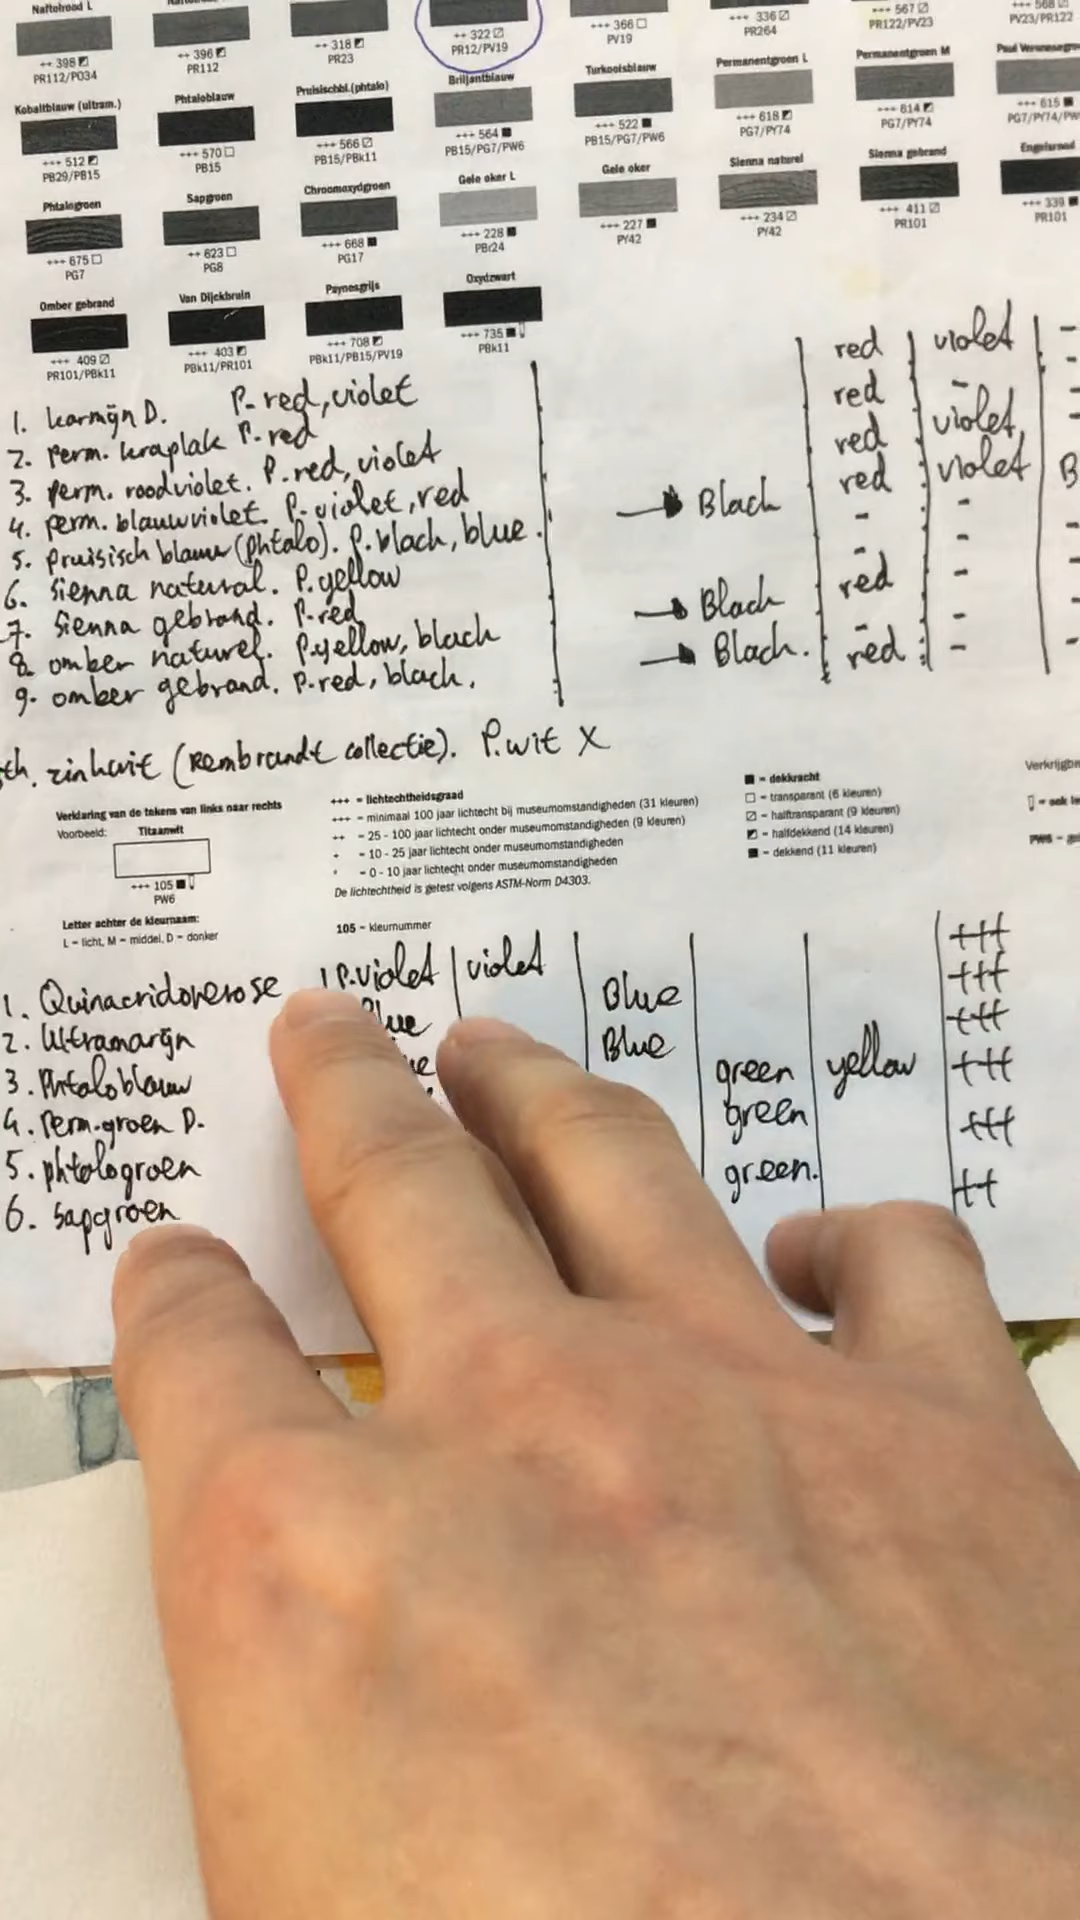 Naftolrood L
++ 398
PR112/PO34
++ 396
PR112
++ 318
PR23
++ 322
PR12/PV19
+++ 366
PV19
+++ 336
PR264
+++ 567
PR122/PV23
+++ 568
PV23/PR122
Kobaltblauw (ultram.)
+++ 512
PB29/PB15
Phtaloblauw
+++ 570
PB15
Pruisischbl.(phtalo)
+++ 566
PB15/PBk11
Briljantblauw
+++ 564
PB15/PG7/PW6
Turkooisblauw
+++ 522
PB15/PG7/PW6
Permanentgroen L
+++ 618
PG7/PY74
Permanentgroen M
+++ 614
PG7/PY74
+++ 615
PG7/PY74/PW
Phtalogroen
+++ 675
PG7
Sapgroen
++ 623
PG8
Chroomoxydgroen
+++ 668
PG17
Gele oker L
+++ 228
PBr24
Gele oker
+++ 227
PY42
Sienna naturel
+++ 234
PY42
Sienna gebrand
+++ 411
PR101
Engelsrood
+++ 339
PR101
Omber gebrand
+++ 409
PR101/PBk11
Van Dijckbruin
+++ 403
PBk11/PR101
Paynesgrijs
+++ 708
PBk11/PB15/PV19
Oxydzwart
+++ 735
PBk11
1. karmijn D. P-red, violet
2. perm. kraplak P-red
3. perm. roodviolet. P.red, violet
4. perm. blauwviolet. P.violet, red
5. pruisisch blauw (phtalo). P.black, blue.
6. sienna natural. P.yellow
7. sienna gebrand. P-red
8. omber naturel. P.yellow, black
9. omber gebrand. P-red, black.
red violet -
red - -
red violet, -
red violet B
Black - - -
- - -
red -
Black - - -
Black. red - -
th. zinkwit (Rembrandt collectie). P.wit X
Verklaring van de tekens van links naar rechts
Voorbeeld: Titaanwit
+++ 105
PW6
Letter achter de kleurnaam:
L = licht, M = middel, D = donker
+++ = lichtechtheidsgraad
+++ = minimaal 100 jaar lichtecht bij museumomstandigheden (31 kleuren)
++ = 25 - 100 jaar lichtecht onder museumomstandigheden (9 kleuren)
+ = 10 - 25 jaar lichtecht onder museumomstandigheden
° = 0 - 10 jaar lichtecht onder museumomstandigheden
De lichtechtheid is getest volgens ASTM-Norm D4303.
105 = kleurnummer
■ = dekkracht
□ = transparant (6 kleuren)
= halftransparant (9 kleuren)
= halfdekkend (14 kleuren)
■ = dekkend (11 kleuren)
1. Quinacridonerose P.violet violet +++
2. Ultramarijn Blue Blue +++
3. Phtaloblauw Blue +++
4. Perm.groen D. green yellow +++
5. phtologroen green +++
6. sapgroen green. ++